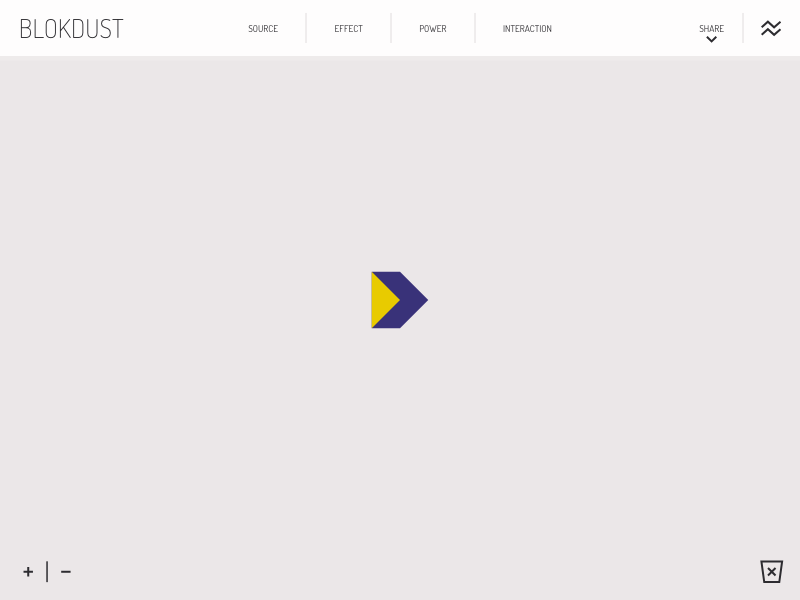 BLOKDUST
SOURCE
EFFECT
POWER
INTERACTION
SHARE